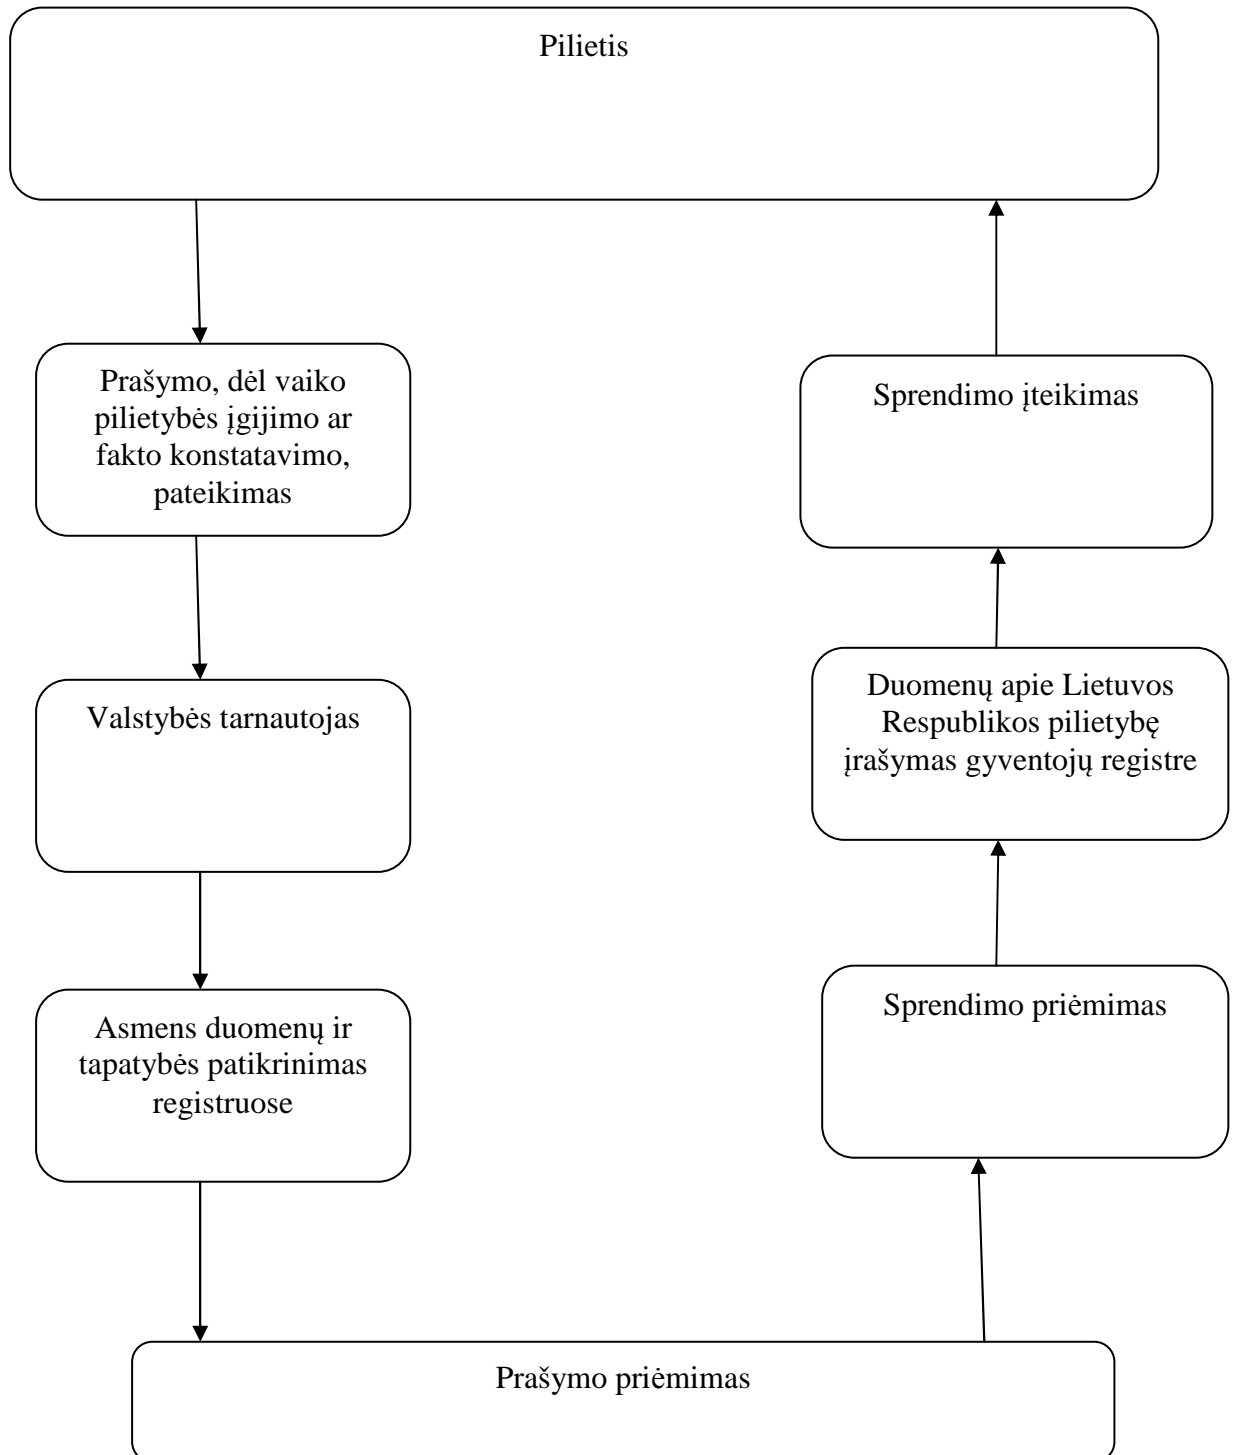 Pilietis
Prašymo, dėl vaiko
pilietybės įgijimo ar
fakto konstatavimo,
pateikimas
Sprendimo įteikimas
Valstybės tarnautojas
Duomenų apie Lietuvos
Respublikos pilietybę
įrašymas gyventojų registre
Asmens duomenų ir
tapatybės patikrinimas
registruose
Sprendimo priėmimas
Prašymo priėmimas